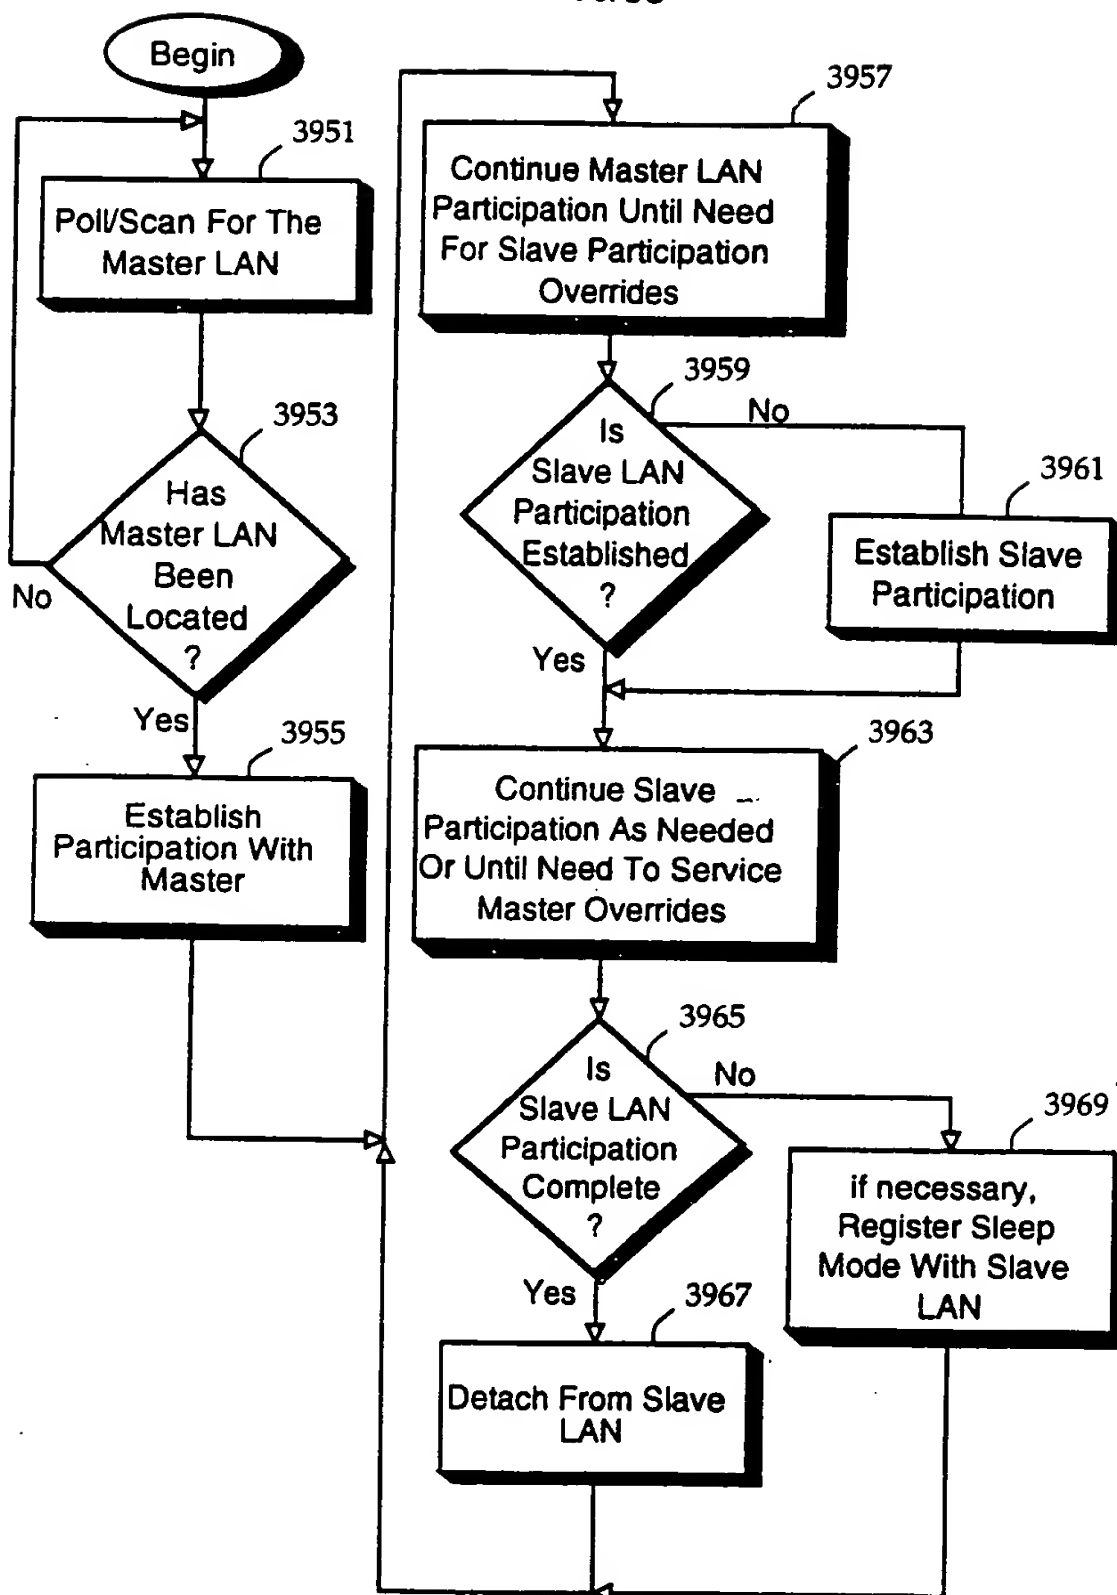 Begin
3951
Poll/Scan For The
Master LAN
3953
Has
Master LAN
Been
Located
?
No
Yes
3955
Establish
Participation With
Master
3957
Continue Master LAN
Participation Until Need
For Slave Participation
Overrides
3959
Is
Slave LAN
Participation
Established
?
No
Yes
3961
Establish Slave
Participation
3963
Continue Slave
Participation As Needed
Or Until Need To Service
Master Overrides
3965
Is
Slave LAN
Participation
Complete
?
No
Yes
3967
Detach From Slave
LAN
3969
if necessary,
Register Sleep
Mode With Slave
LAN